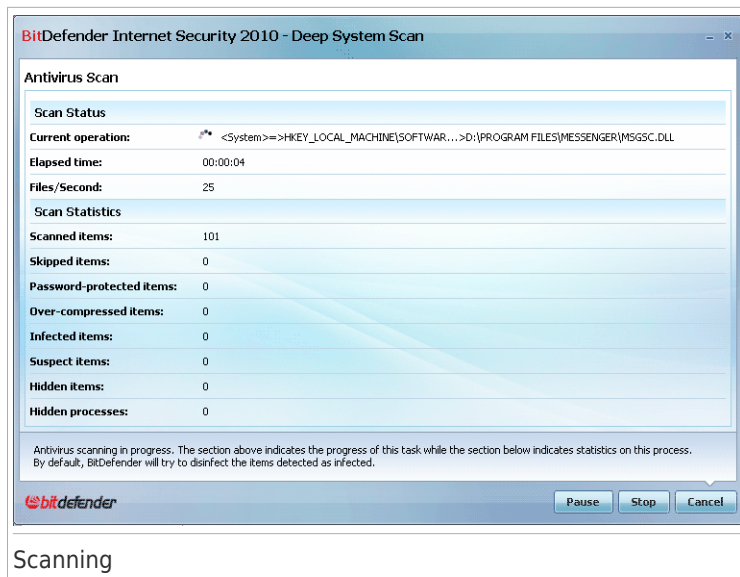 BitDefender Internet Security 2010 - Deep System Scan
Antivirus Scan
Scan Status
Current operation: <System>=>HKEY_LOCAL_MACHINE\SOFTWAR...>D:\PROGRAM FILES\MESSENGER\MSGSC.DLL
Elapsed time: 00:00:04
Files/Second: 25
Scan Statistics
Scanned items: 101
Skipped items: 0
Password-protected items: 0
Over-compressed items: 0
Infected items: 0
Suspect items: 0
Hidden items: 0
Hidden processes: 0
Antivirus scanning in progress. The section above indicates the progress of this task while the section below indicates statistics on this process.
By default, BitDefender will try to disinfect the items detected as infected.
bitdefender Pause Stop Cancel
Scanning